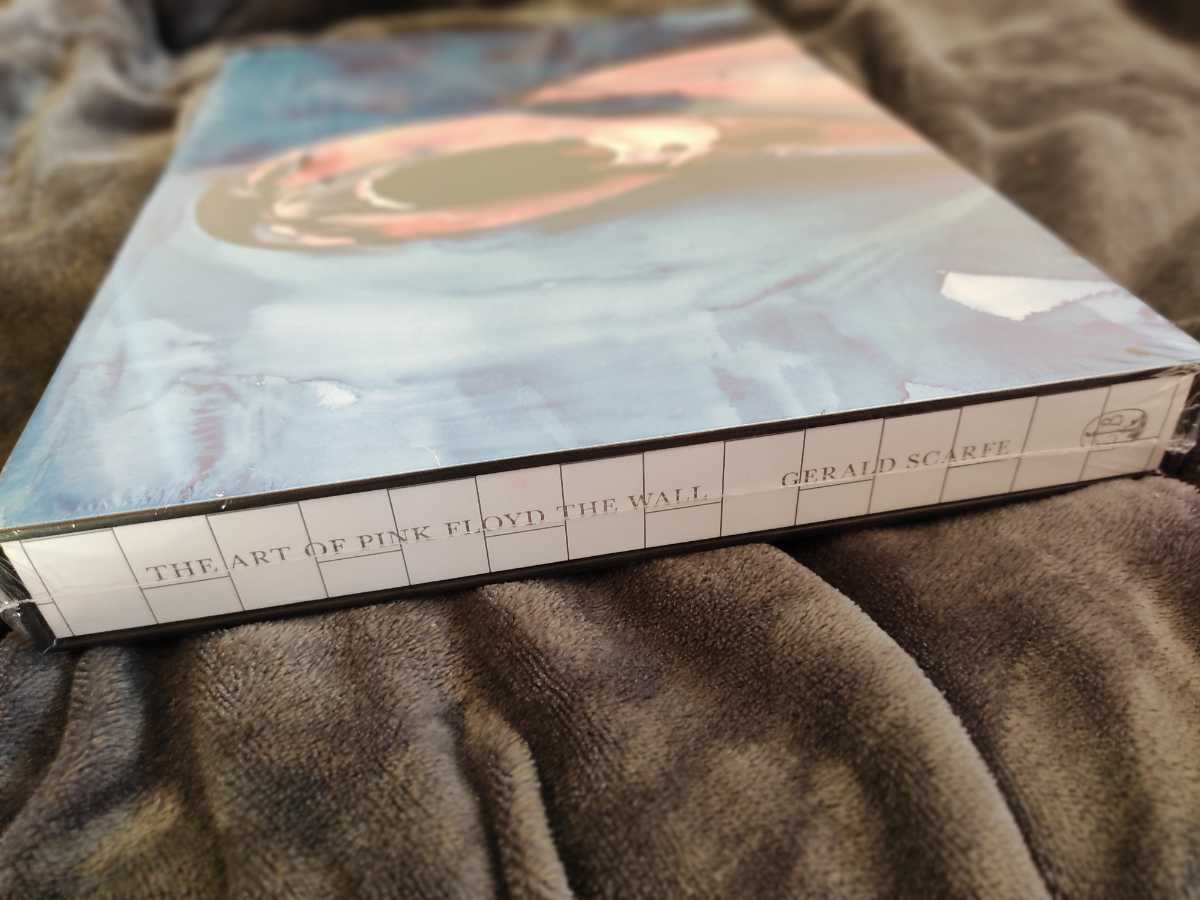 THE ART OF PINK FLOYD THE WALL GERALD SCARFE